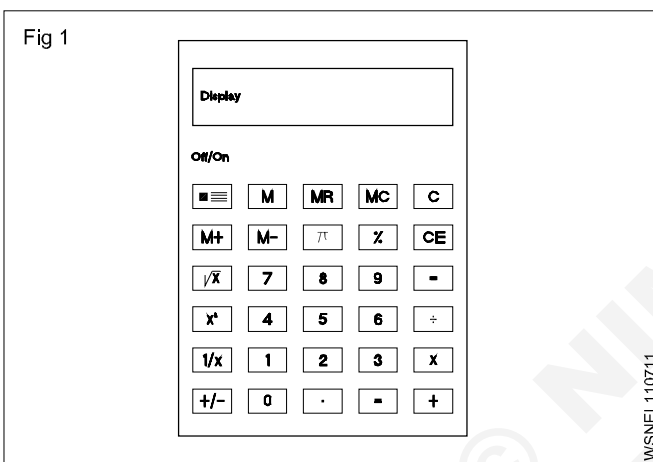 Fig 1
Display
Off/On
M MR MC C
M+ M- π % CE
√x 7 8 9 -
x² 4 5 6 ÷
1/x 1 2 3 x
+/- 0 . = +
WSNEL110711
© NI